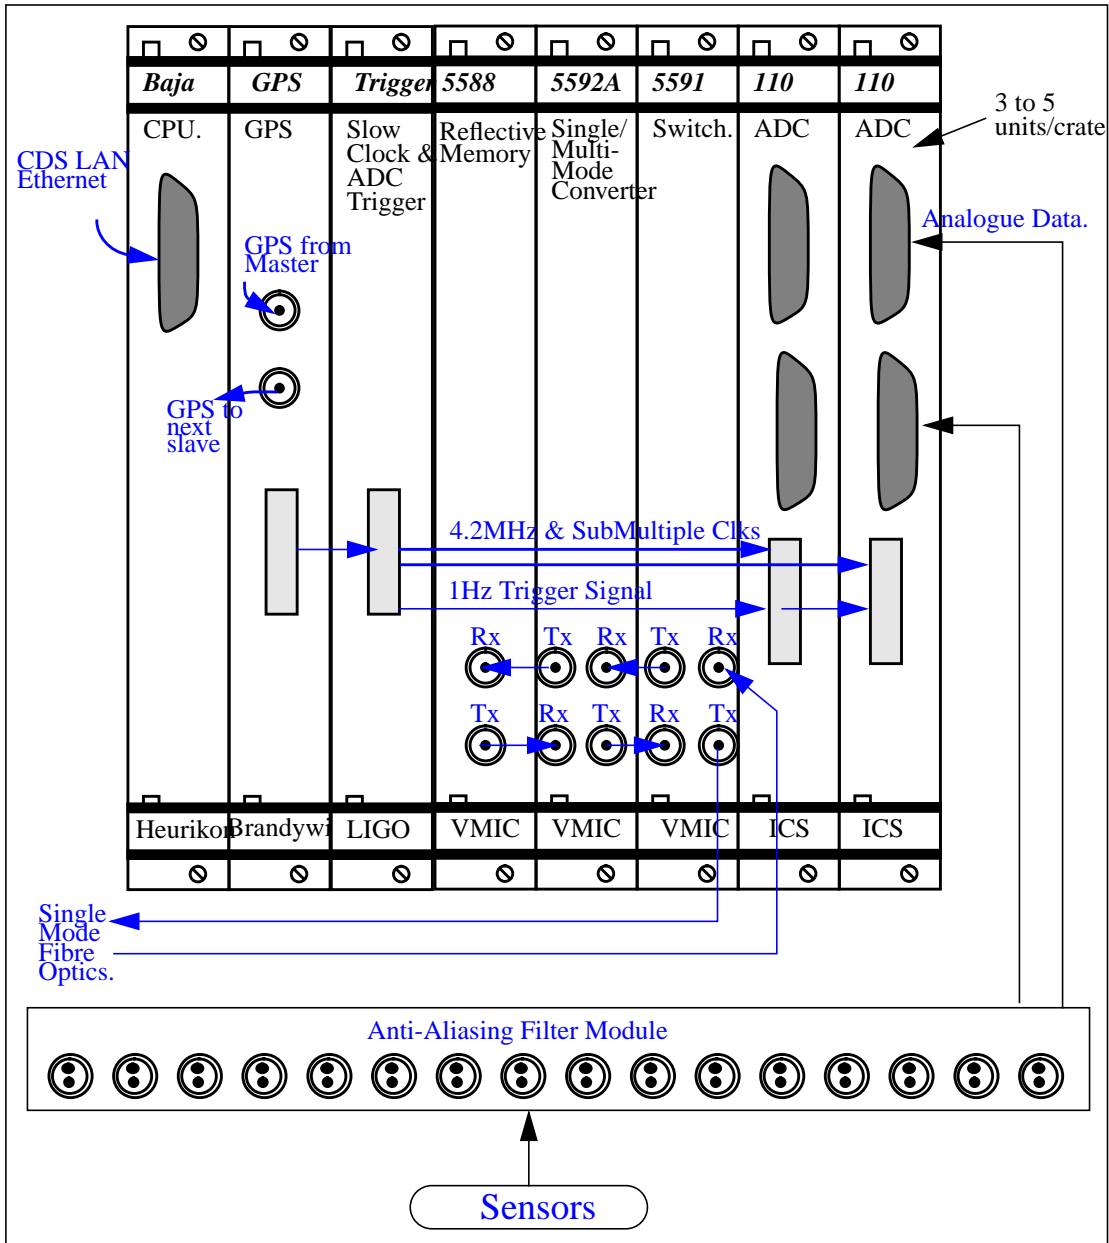 Baja
GPS
Trigger
5588
5592A
5591
110
110
CPU.
GPS
Slow
Clock &
ADC
Trigger
Reflective
Memory
Single/
Multi-
Mode
Converter
Switch.
ADC
ADC
3 to 5
units/crate
CDS LAN
Ethernet
Analogue Data.
GPS from
Master
GPS to
next
slave
4.2MHz & SubMultiple Clks
1Hz Trigger Signal
Rx Tx Rx Tx Rx
Tx Rx Tx Rx Tx
Heurikon
Brandywi
LIGO
VMIC
VMIC
VMIC
ICS
ICS
Single
Mode
Fibre
Optics.
Anti-Aliasing Filter Module
Sensors